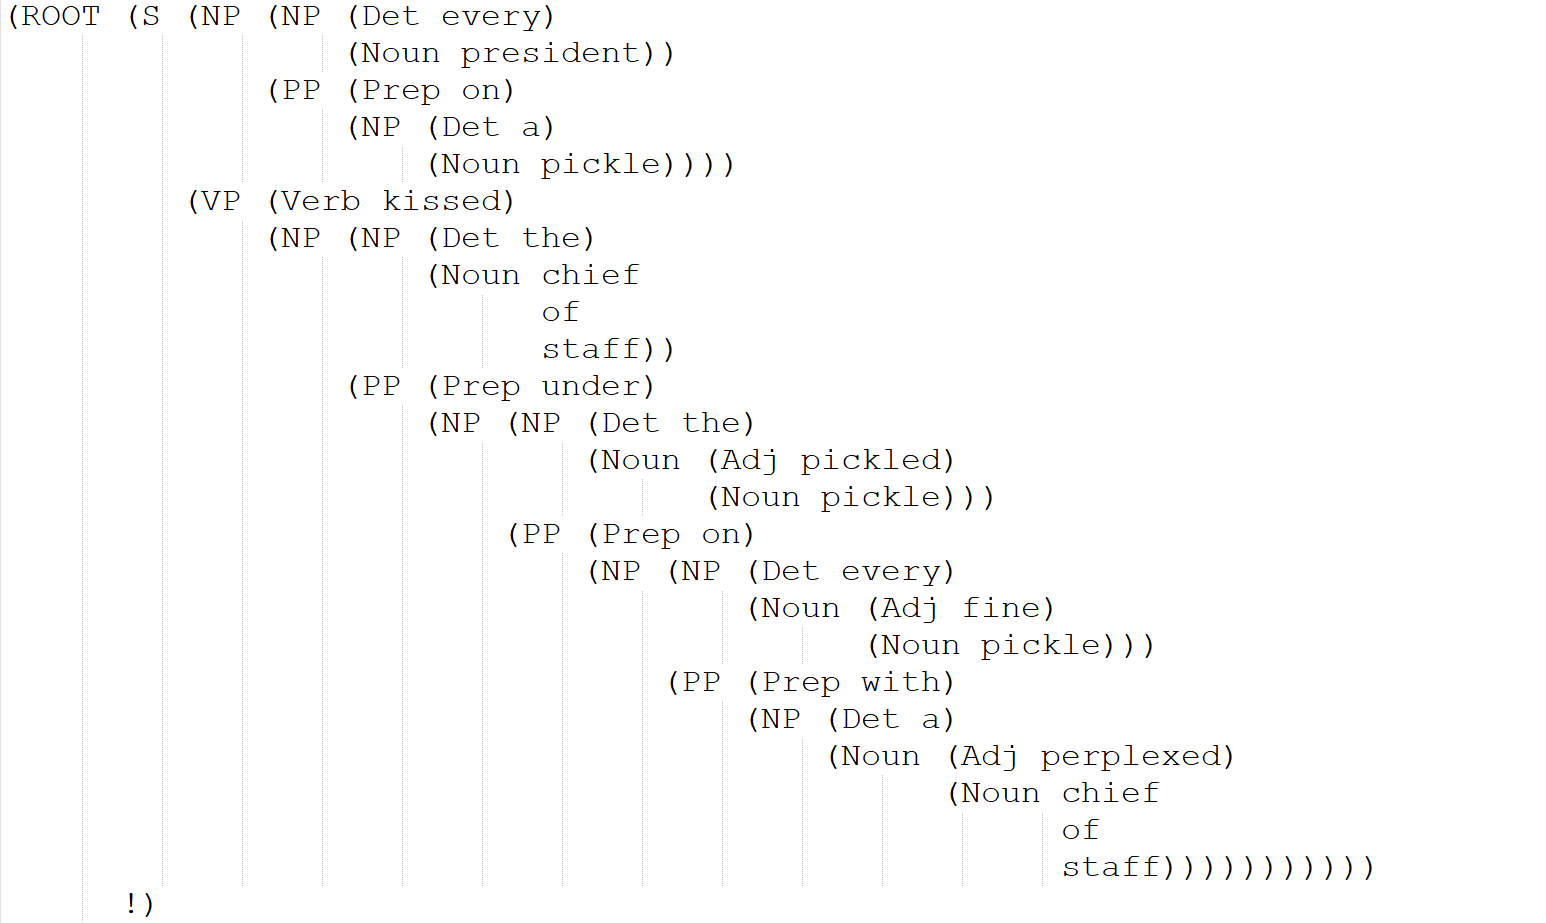 (ROOT (S (NP (NP (Det every)
                 (Noun president))
             (PP (Prep on)
                 (NP (Det a)
                     (Noun pickle))))
         (VP (Verb kissed)
             (NP (NP (Det the)
                     (Noun chief
                           of
                           staff))
                 (PP (Prep under)
                     (NP (NP (Det the)
                             (Noun (Adj pickled)
                                   (Noun pickle)))
                         (PP (Prep on)
                             (NP (NP (Det every)
                                     (Noun (Adj fine)
                                           (Noun pickle)))
                                 (PP (Prep with)
                                     (NP (Det a)
                                         (Noun (Adj perplexed)
                                               (Noun chief
                                                     of
                                                     staff)))))))))))
      !)